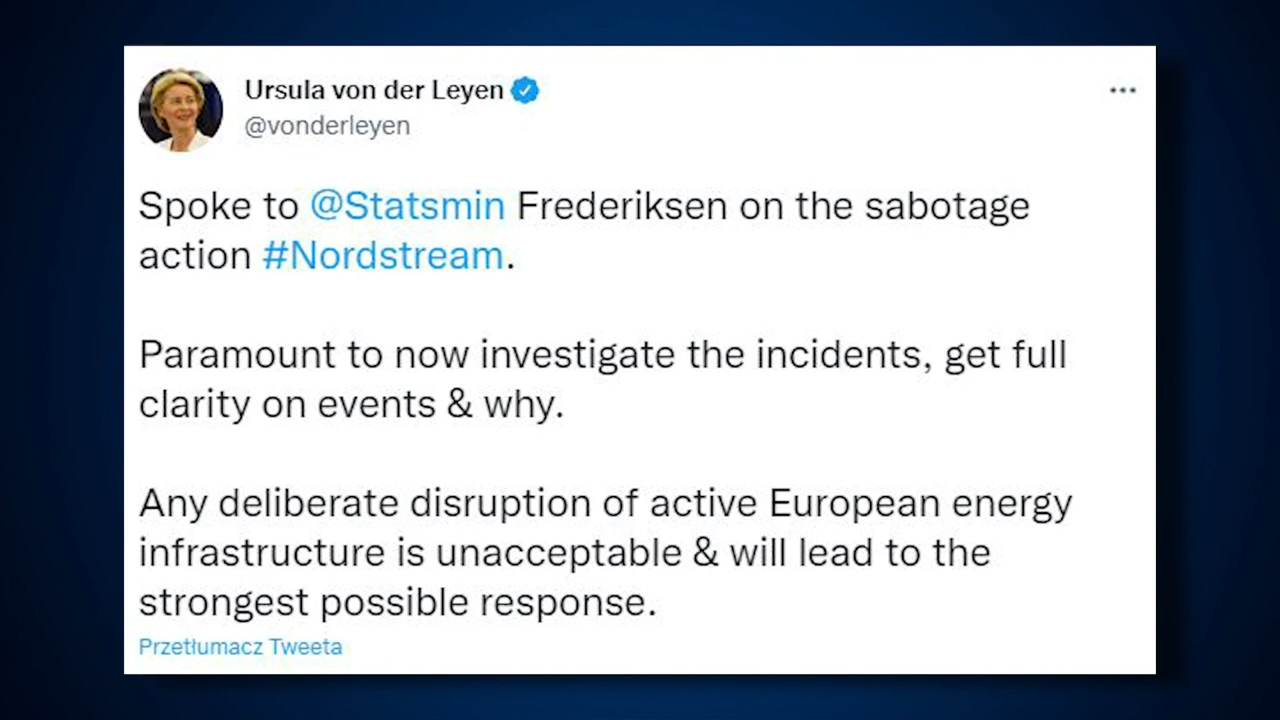 Ursula von der Leyen
@vonderleyen
Spoke to @Statsmin Frederiksen on the sabotage
action #Nordstream.
Paramount to now investigate the incidents, get full
clarity on events & why.
Any deliberate disruption of active European energy
infrastructure is unacceptable & will lead to the
strongest possible response.
Przetłumacz Tweeta